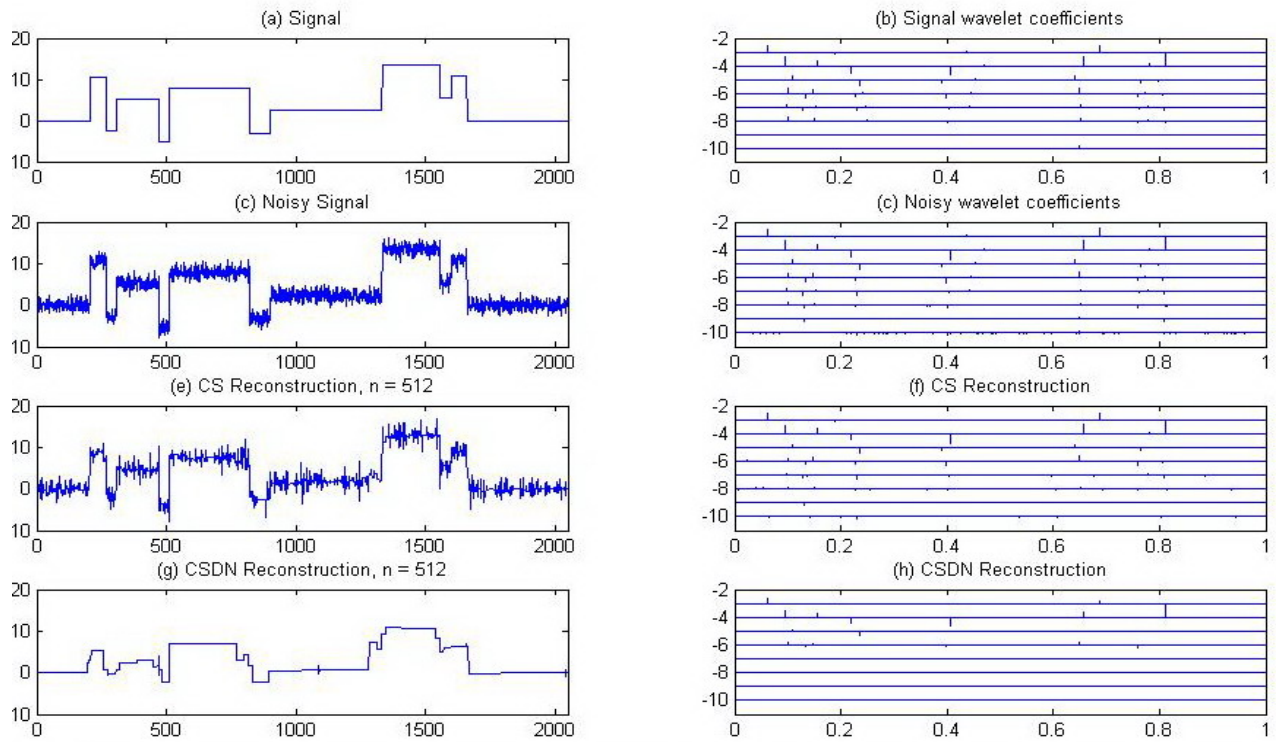 (a) Signal
20
10
0
10
0 500 1000 1500 2000
(b) Signal wavelet coefficients
-2
-4
-6
-8
-10
0 0.2 0.4 0.6 0.8 1
(c) Noisy Signal
20
10
0
10
0 500 1000 1500 2000
(c) Noisy wavelet coefficients
-2
-4
-6
-8
-10
0 0.2 0.4 0.6 0.8 1
(e) CS Reconstruction, n = 512
20
10
0
10
0 500 1000 1500 2000
(f) CS Reconstruction
-2
-4
-6
-8
-10
0 0.2 0.4 0.6 0.8 1
(g) CSDN Reconstruction, n = 512
20
10
0
10
0 500 1000 1500 2000
(h) CSDN Reconstruction
-2
-4
-6
-8
-10
0 0.2 0.4 0.6 0.8 1